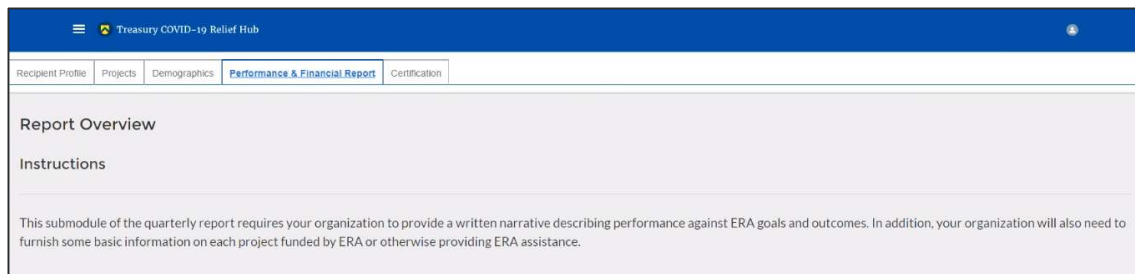 Treasury COVID-19 Relief Hub
Recipient Profile Projects Demographics Performance & Financial Report Certification
Report Overview
Instructions
This submodule of the quarterly report requires your organization to provide a written narrative describing performance against ERA goals and outcomes. In addition, your organization will also need to
furnish some basic information on each project funded by ERA or otherwise providing ERA assistance.